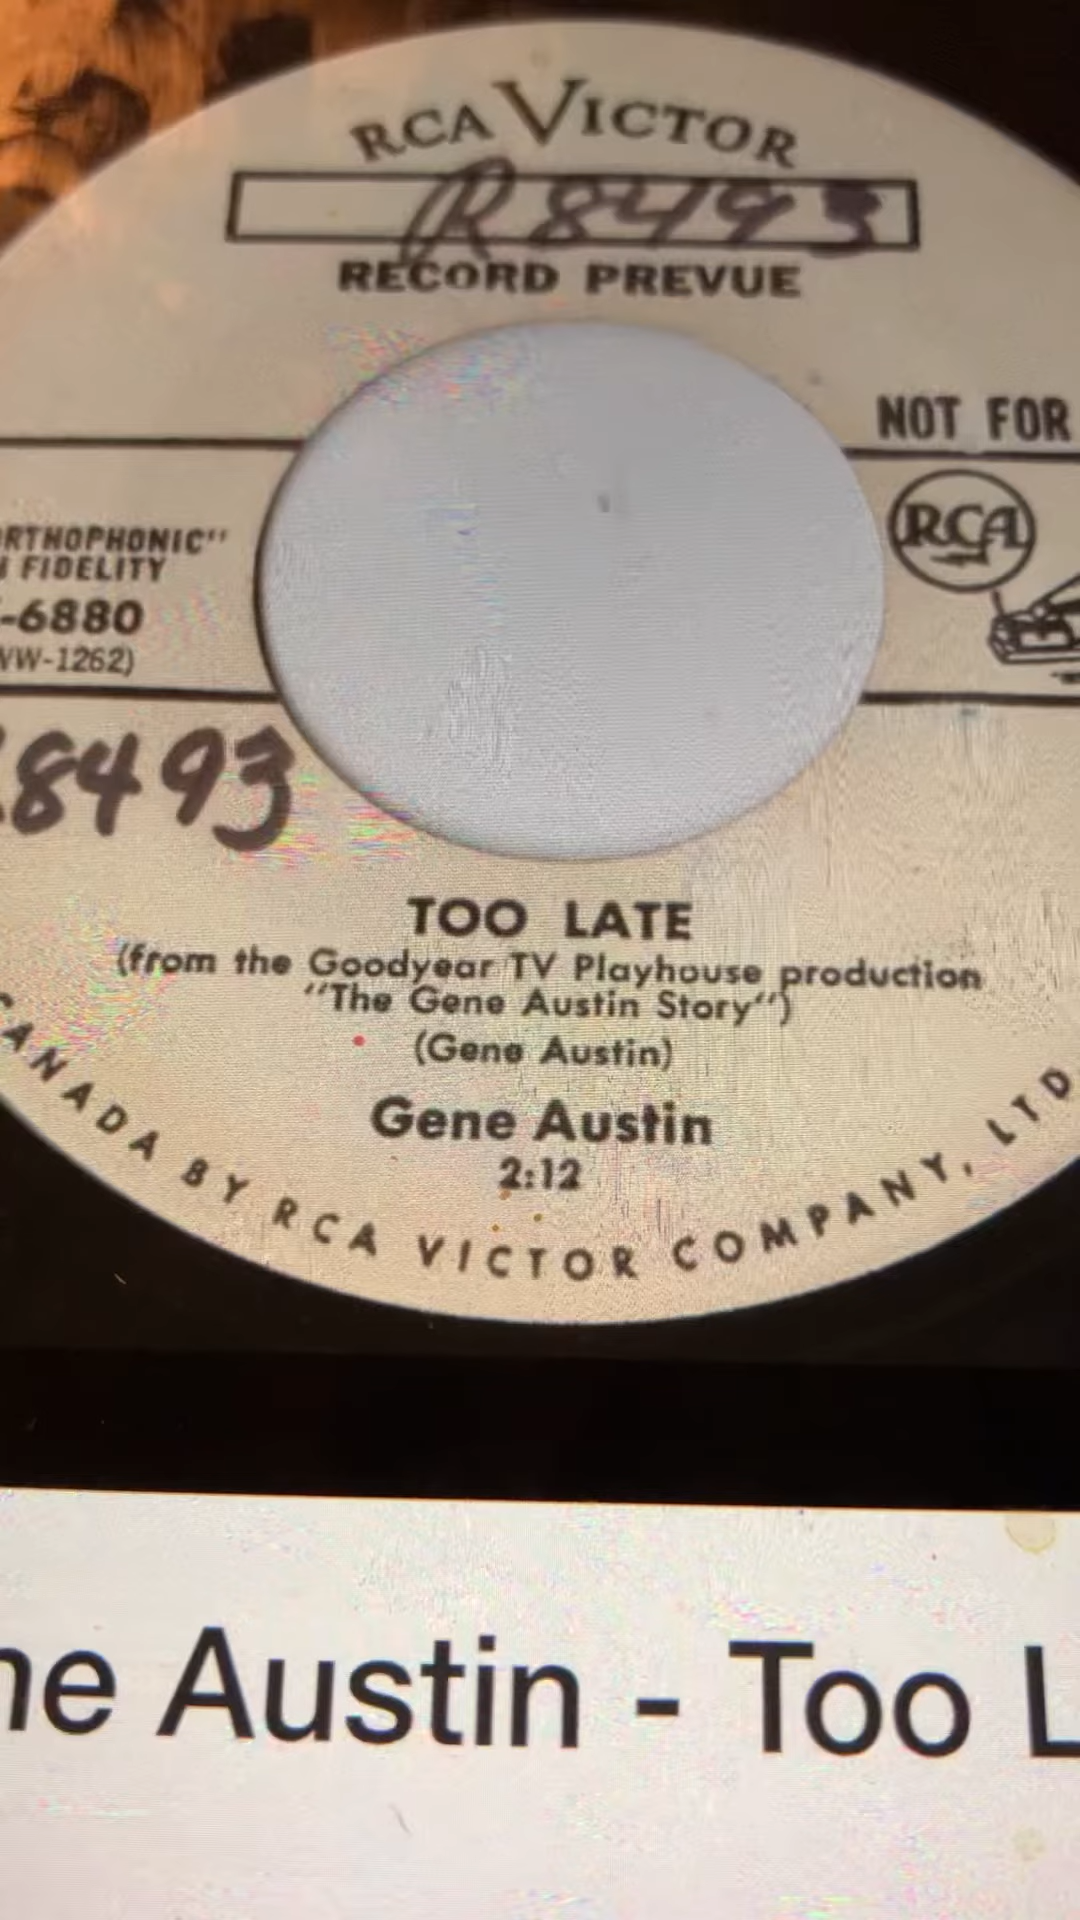 RCA VICTOR
R8493
RECORD PREVUE
NOT FOR
RTHOPHONIC"
FIDELITY
-6880
VW-1262)
RCA
8493
TOO LATE
(from the Goodyear TV Playhouse production
"The Gene Austin Story")
(Gene Austin)
Gene Austin
2:12
CANADA BY RCA VICTOR COMPANY, LTD.
ne Austin - Too L